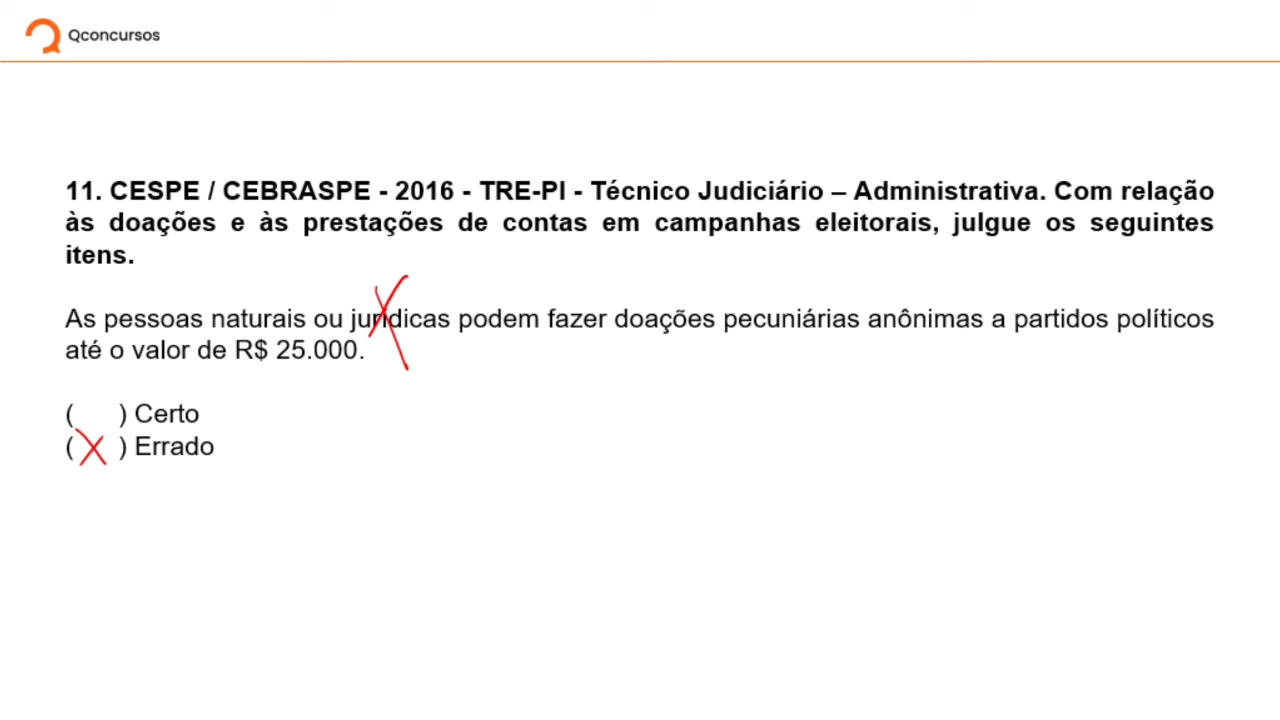 Qconcursos
11. CESPE / CEBRASPE - 2016 - TRE-PI - Técnico Judiciário – Administrativa. Com relação
às doações e às prestações de contas em campanhas eleitorais, julgue os seguintes
itens.
As pessoas naturais ou jurídicas podem fazer doações pecuniárias anônimas a partidos políticos
até o valor de R$ 25.000.
( ) Certo
( X ) Errado